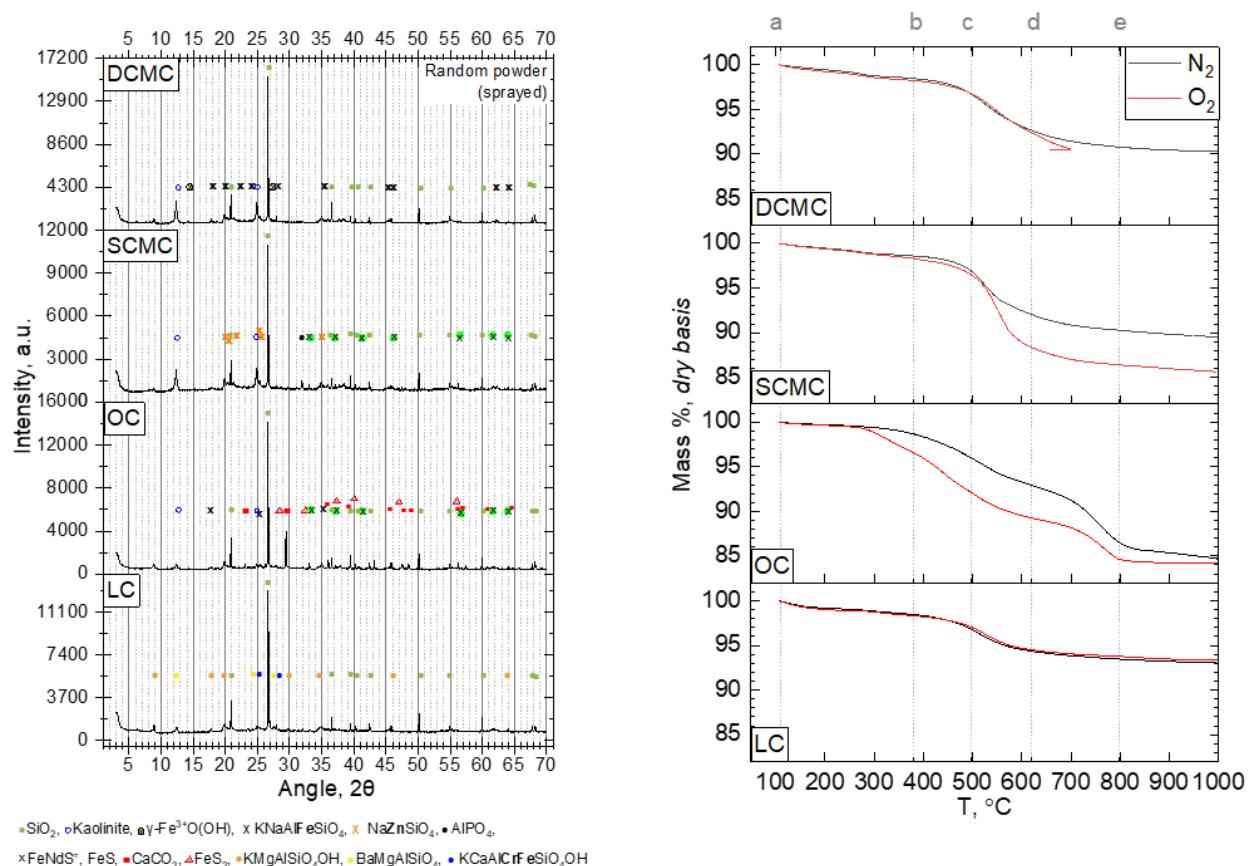 5 10 15 20 25 30 35 40 45 50 55 60 65 70
17200
DCMC
Random powder
(sprayed)
12900
8600
4300
12000
SCMC
9000
6000
3000
16000
OC
12000
8000
4000
0
LC
11100
7400
3700
0
Intensity, a.u.
5 10 15 20 25 30 35 40 45 50 55 60 65 70
Angle, 2θ
SiO₂, Kaolinite, γ-Fe³⁺O(OH), KNaAlFeSiO₄, NaZnSiO₄, AlPO₄,
FeNdS⁼, FeS, CaCO₃, FeS₂, KMgAlSiO₄OH, BaMgAlSiO₄, KCaAlCrFeSiO₄OH
a b c d e
N₂
O₂
100
95
90
85
DCMC
100
95
90
85
SCMC
100
95
90
85
OC
100
95
90
85
LC
Mass %, dry basis
100 200 300 400 500 600 700 800 900 1000
T, °C